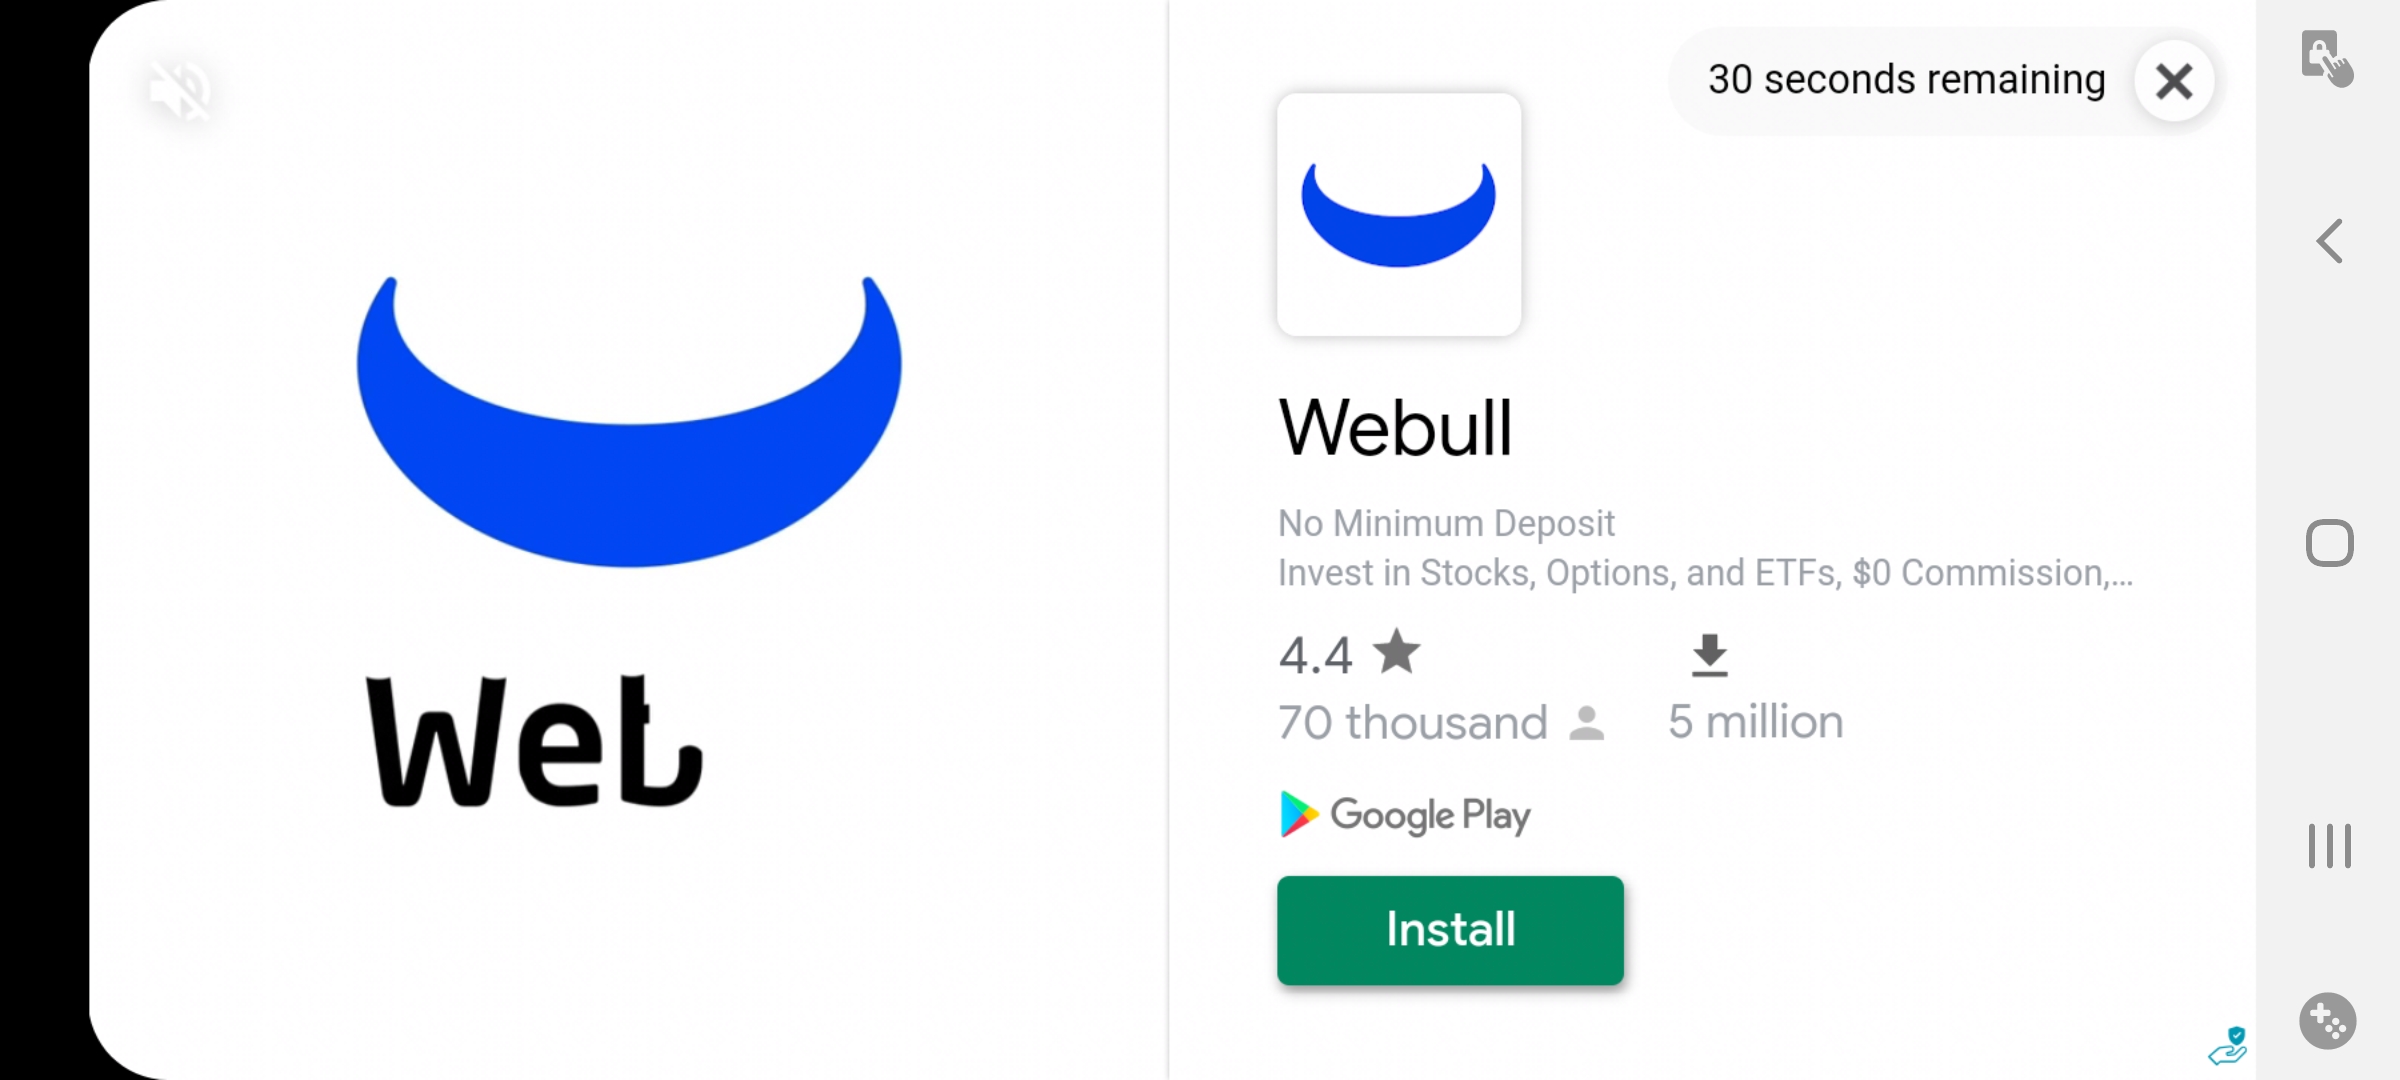 30 seconds remaining
Web
Webull
No Minimum Deposit
Invest in Stocks, Options, and ETFs, $0 Commission,...
4.4
70 thousand
5 million
Google Play
Install